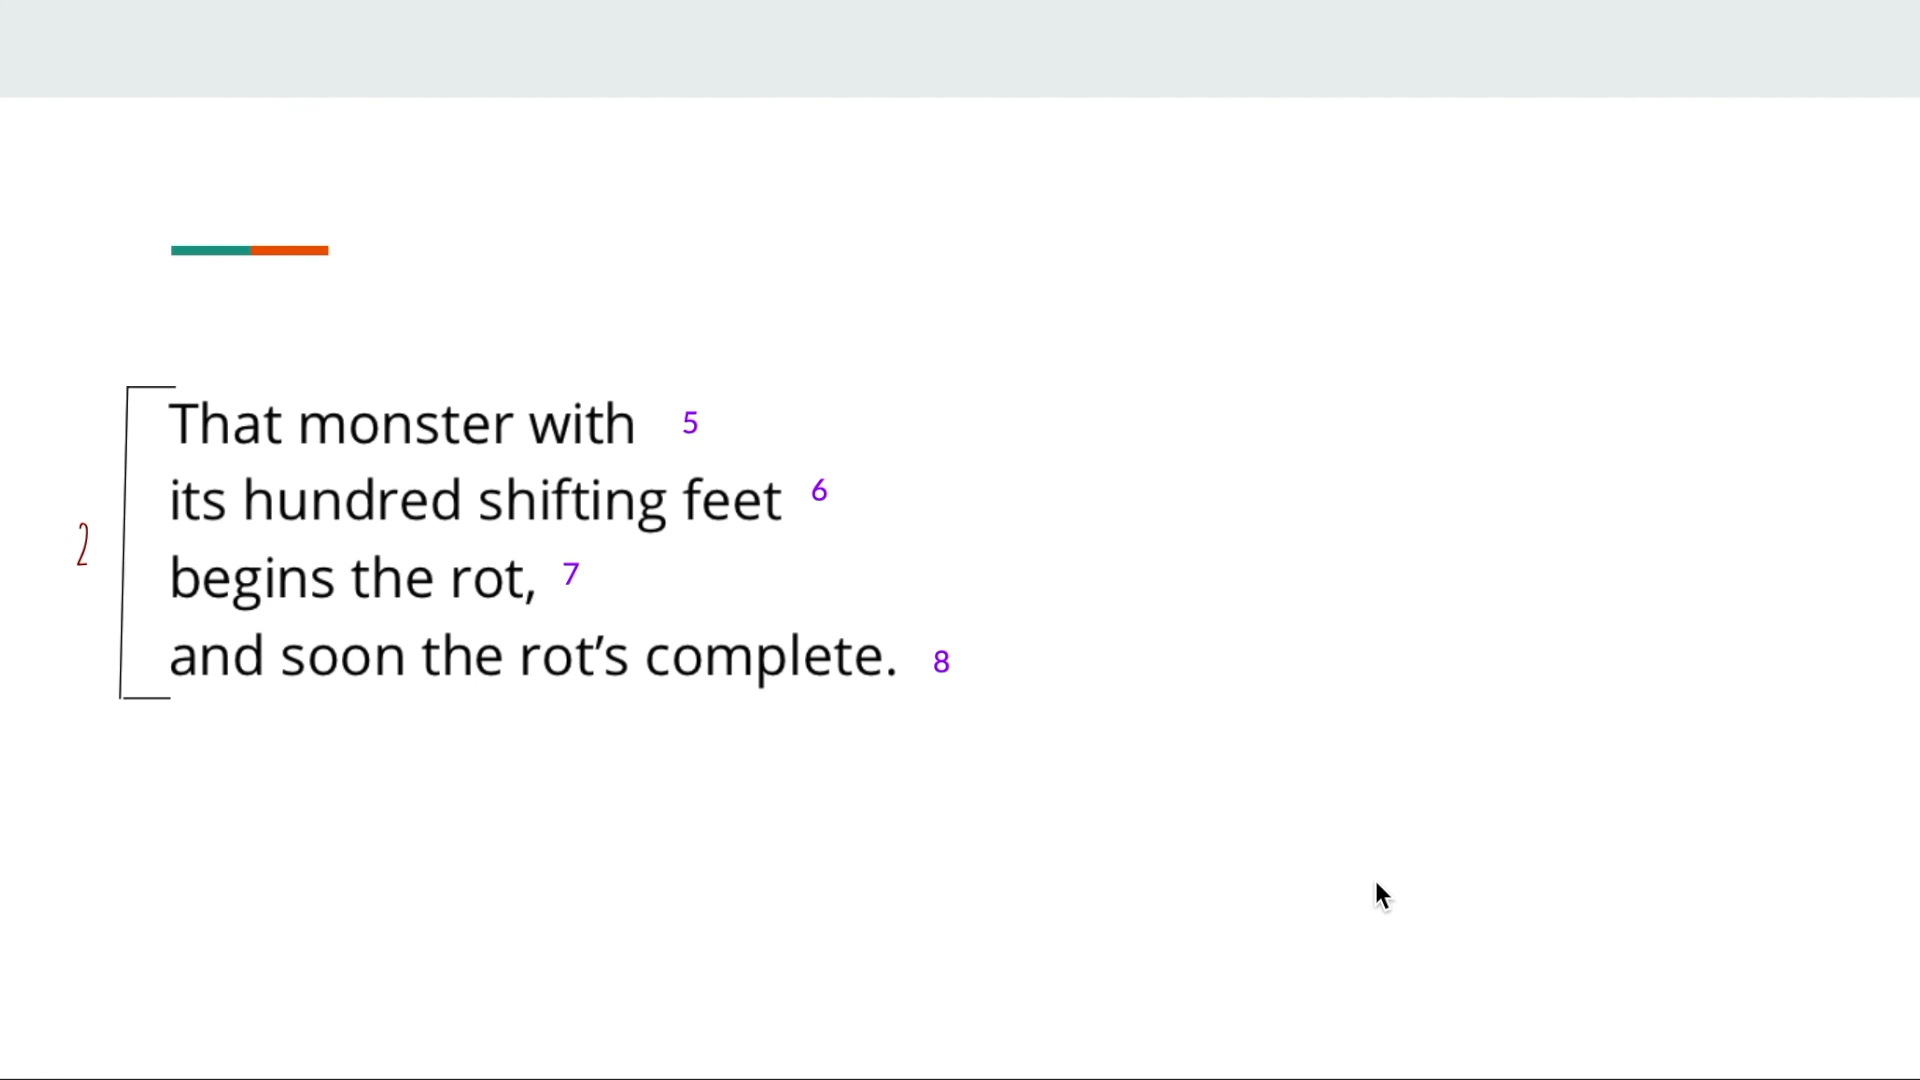 That monster with 5
its hundred shifting feet 6
2
begins the rot, 7
and soon the rot’s complete. 8